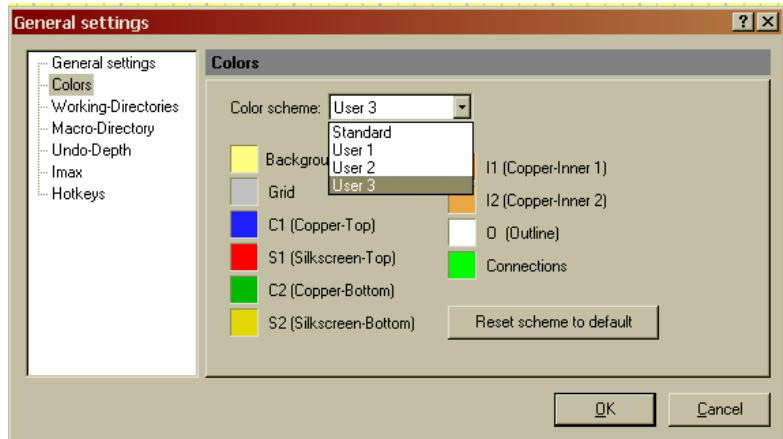 General settings
General settings
Colors
Working-Directories
Macro-Directory
Undo-Depth
Imax
Hotkeys
Colors
Color scheme: User 3
Standard
User 1
User 2
User 3
Backgrou
Grid
C1 (Copper-Top)
S1 (Silkscreen-Top)
C2 (Copper-Bottom)
S2 (Silkscreen-Bottom)
I1 (Copper-Inner 1)
I2 (Copper-Inner 2)
O (Outline)
Connections
Reset scheme to default
OK
Cancel